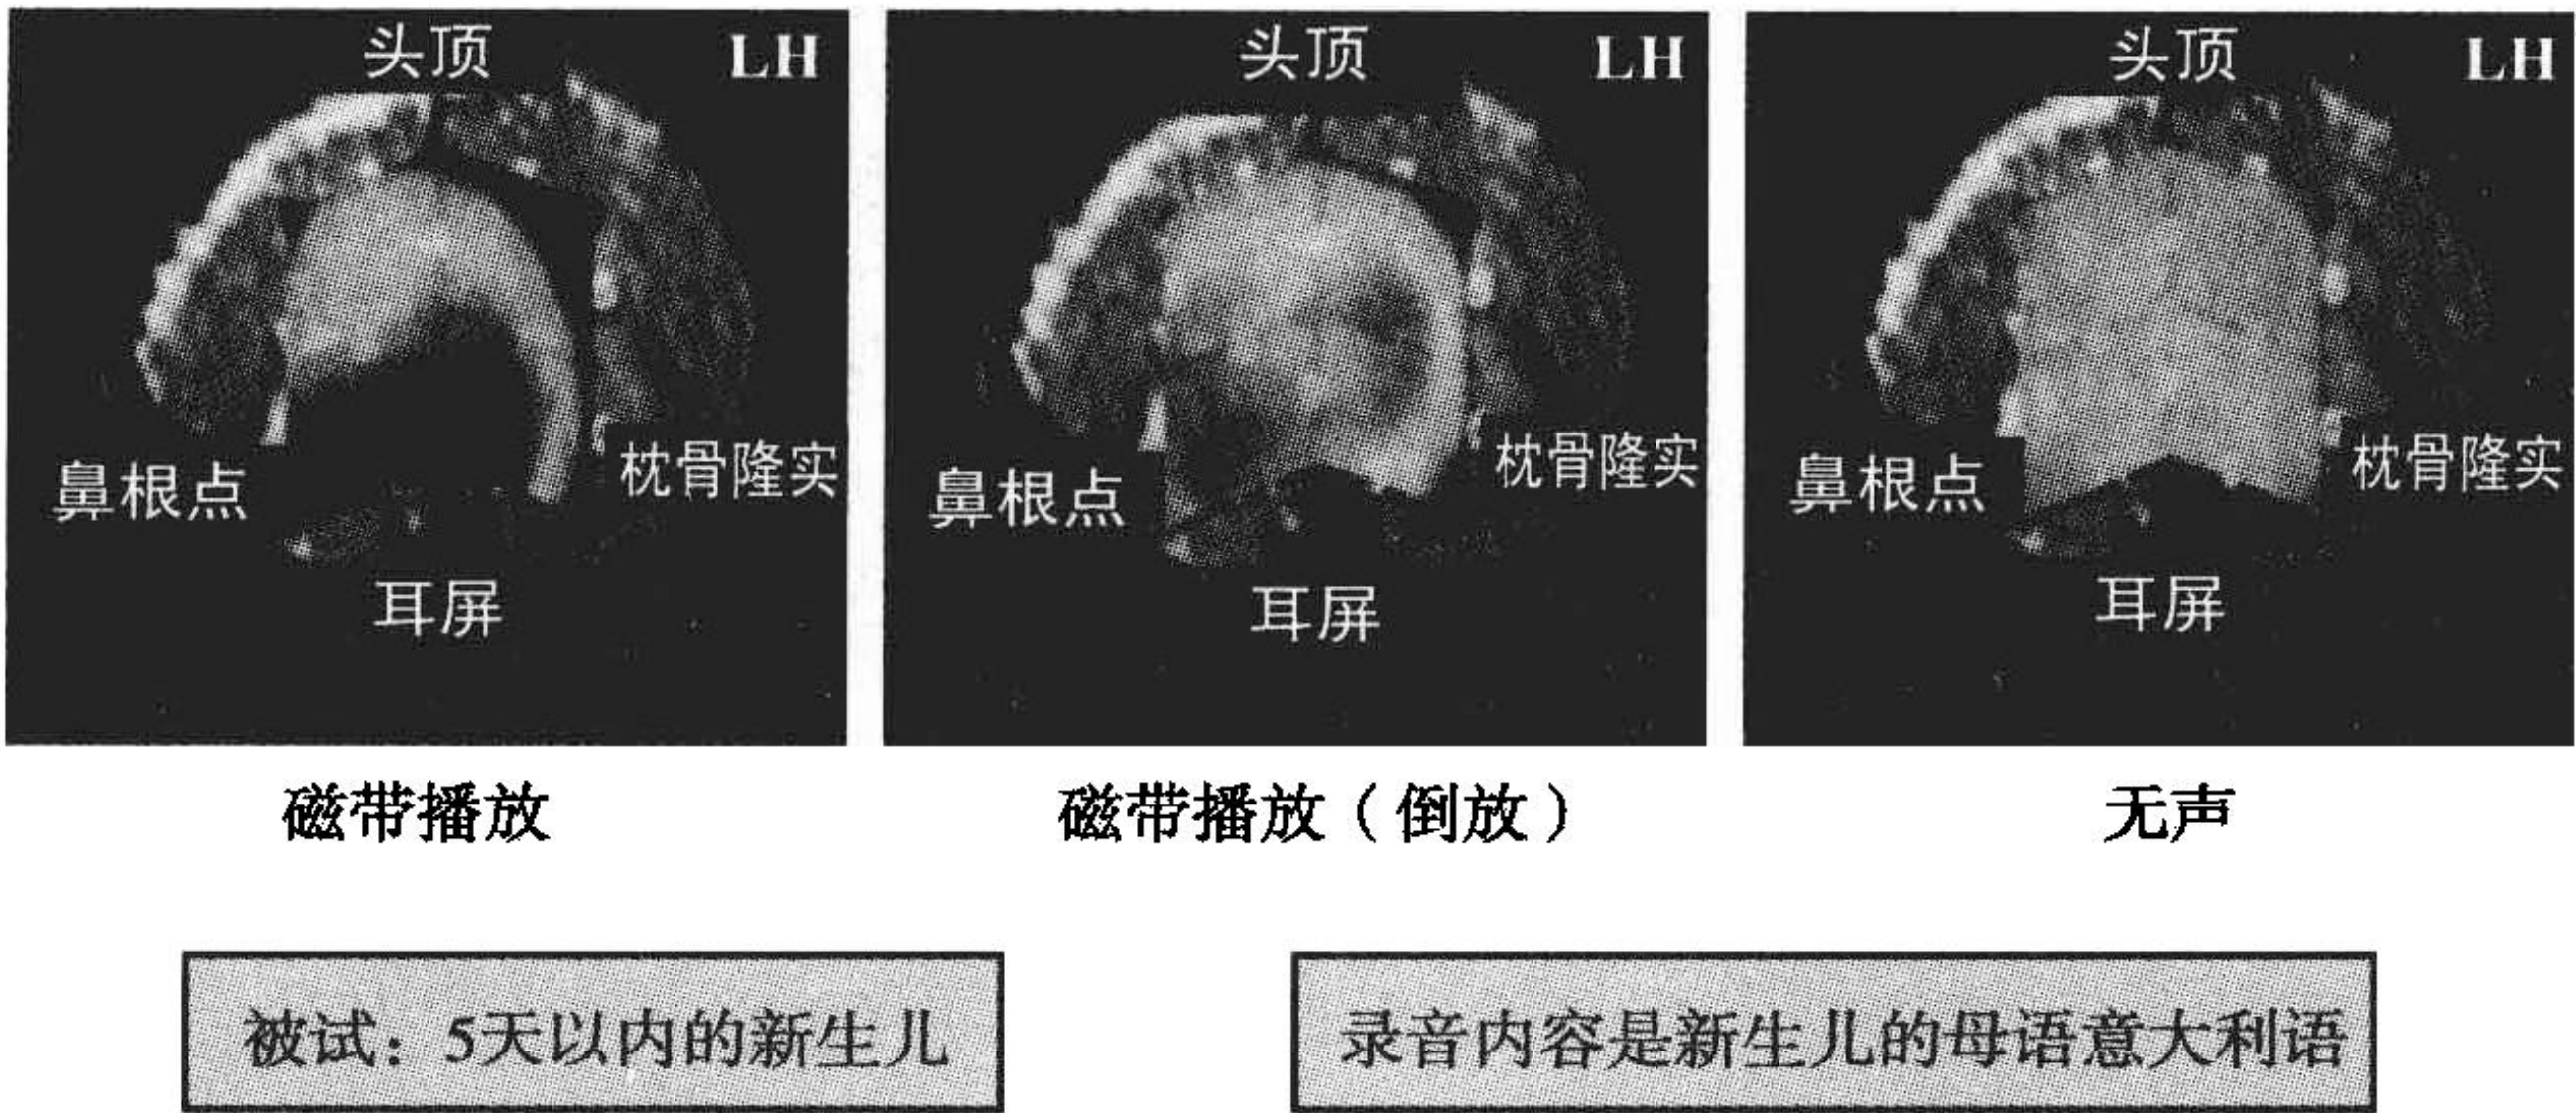 头顶 LH
鼻根点
枕骨隆实
耳屏
头顶 LH
鼻根点
枕骨隆实
耳屏
头顶 LH
鼻根点
枕骨隆实
耳屏
磁带播放
磁带播放（倒放）
无声
被试：5天以内的新生儿
录音内容是新生儿的母语意大利语